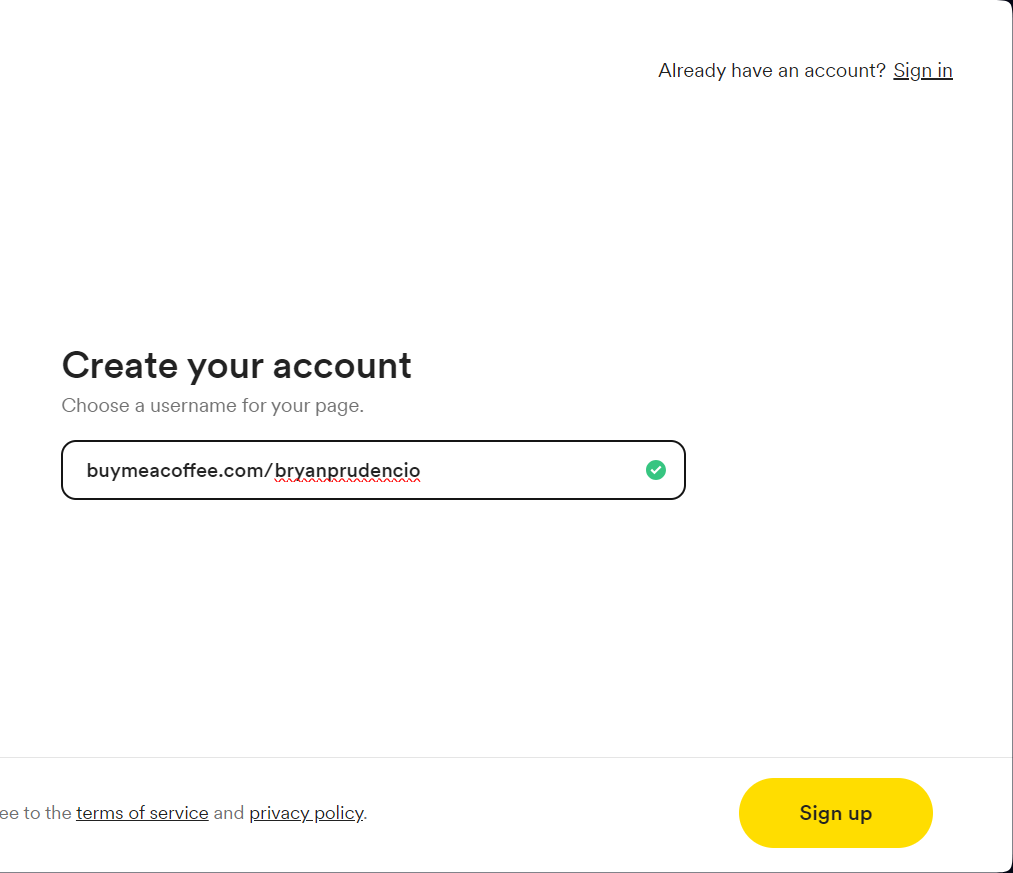 Already have an account? Sign in
Create your account
Choose a username for your page.
buymeacoffee.com/bryanprudencio
ee to the terms of service and privacy policy.
Sign up